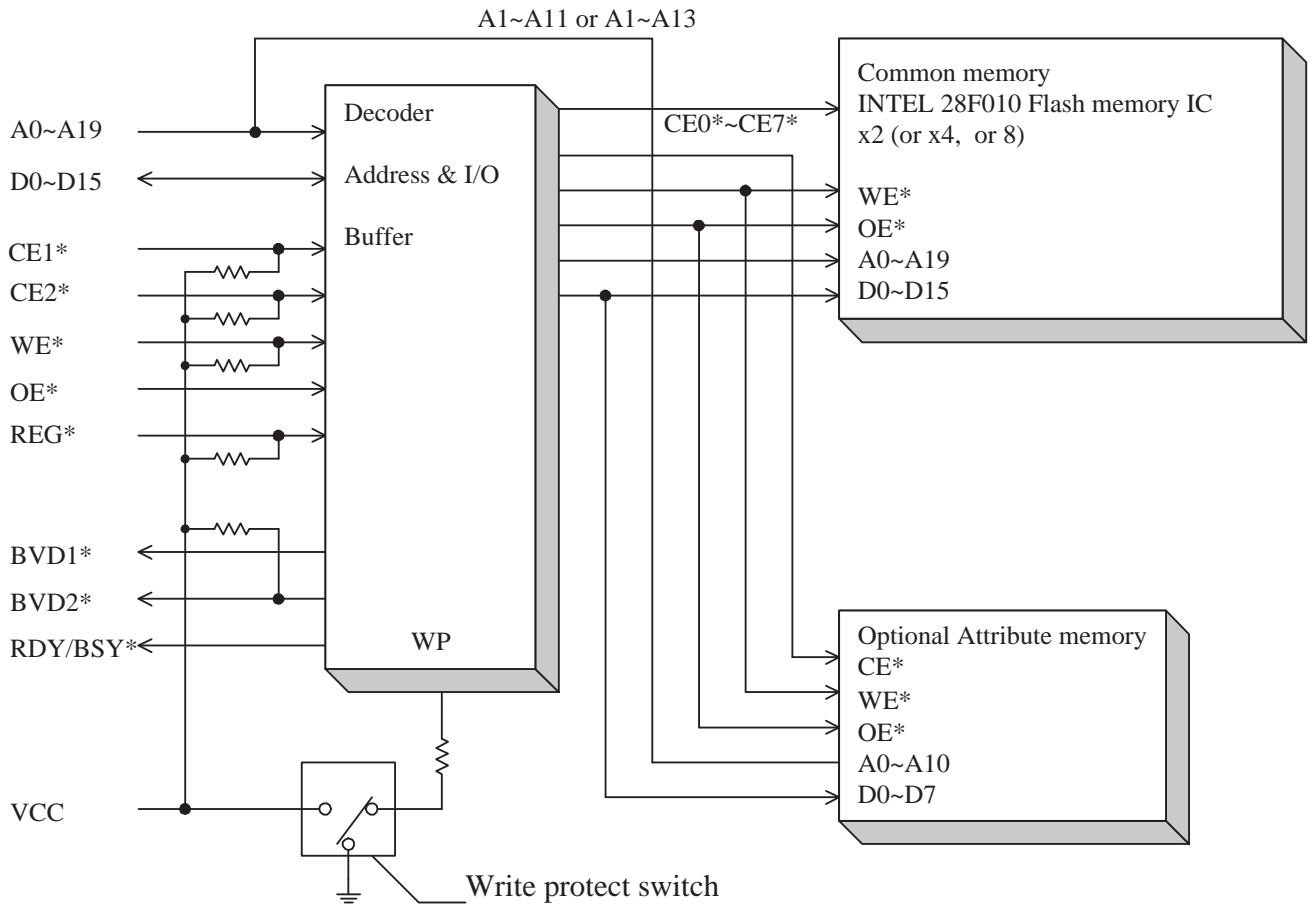 A1~A11 or A1~A13
A0~A19
D0~D15
CE1*
CE2*
WE*
OE*
REG*
BVD1*
BVD2*
RDY/BSY*
VCC
Decoder
Address & I/O
Buffer
WP
Write protect switch
CE0*~CE7*
Common memory
INTEL 28F010 Flash memory IC
x2 (or x4, or 8)
WE*
OE*
A0~A19
D0~D15
Optional Attribute memory
CE*
WE*
OE*
A0~A10
D0~D7